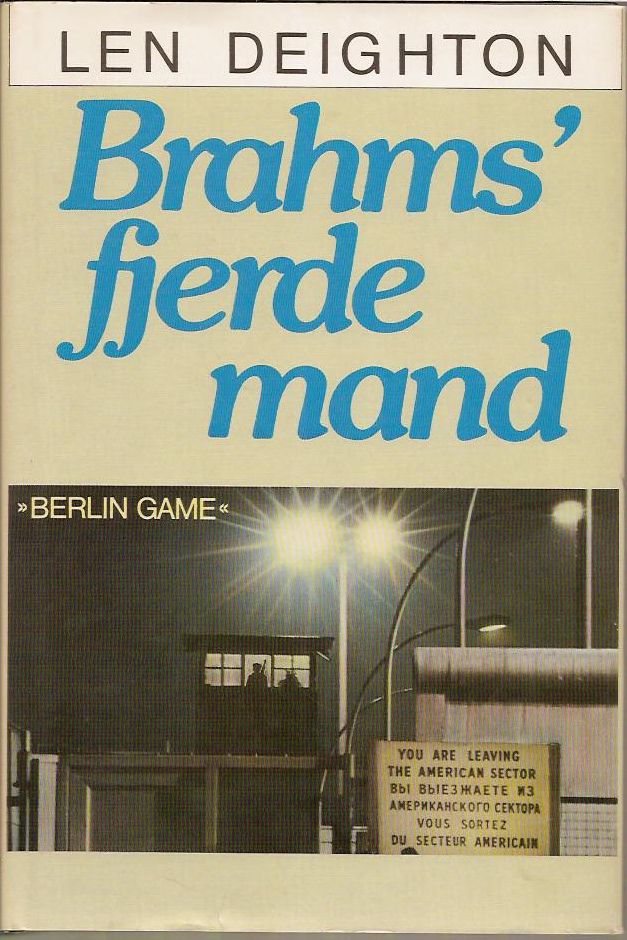 LEN DEIGHTON
Brahms'
fjerde
mand
»BERLIN GAME«
YOU ARE LEAVING
THE AMERICAN SECTOR
ВЫ ВЫЕЗЖАЕТЕ ИЗ
АМЕРИКАНСКОГО СЕКТОРА
VOUS SORTEZ
DU SECTEUR AMERICAIN